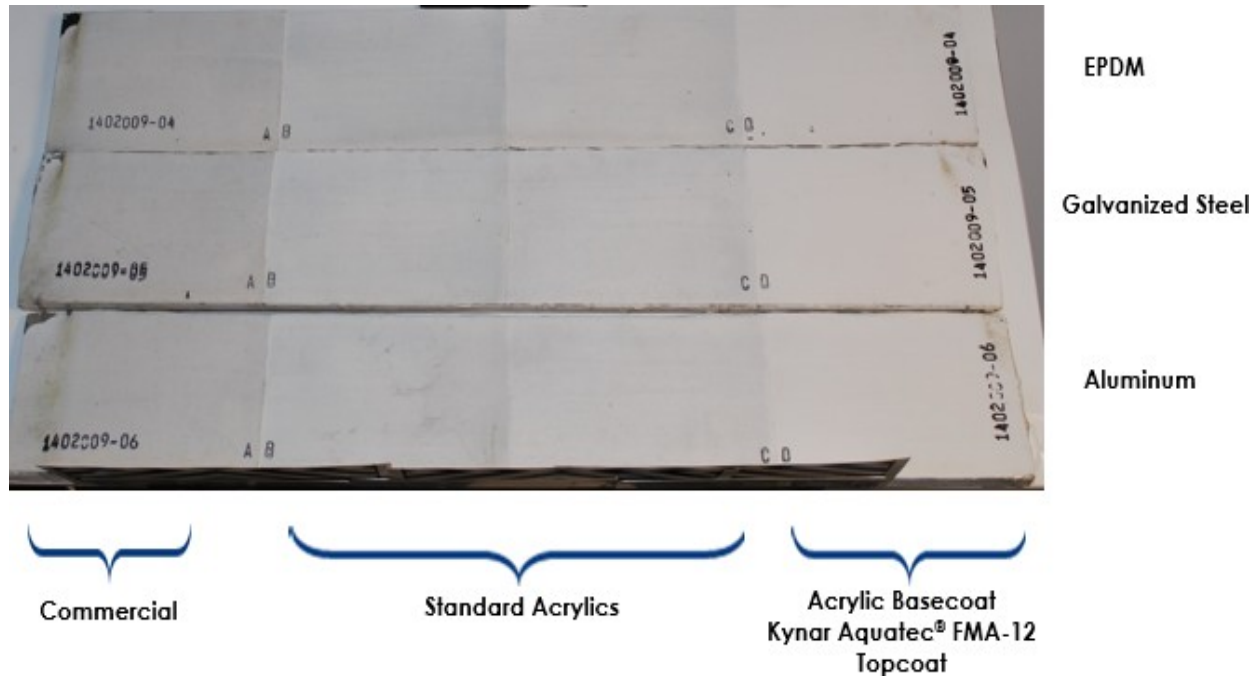 EPDM
1402009-04
A B
C D
1402009-04
Galvanized Steel
1402009-05
A B
C D
1402009-05
Aluminum
1402009-06
A B
C D
Commercial
Standard Acrylics
Acrylic Basecoat
Kynar Aquatec® FMA-12
Topcoat